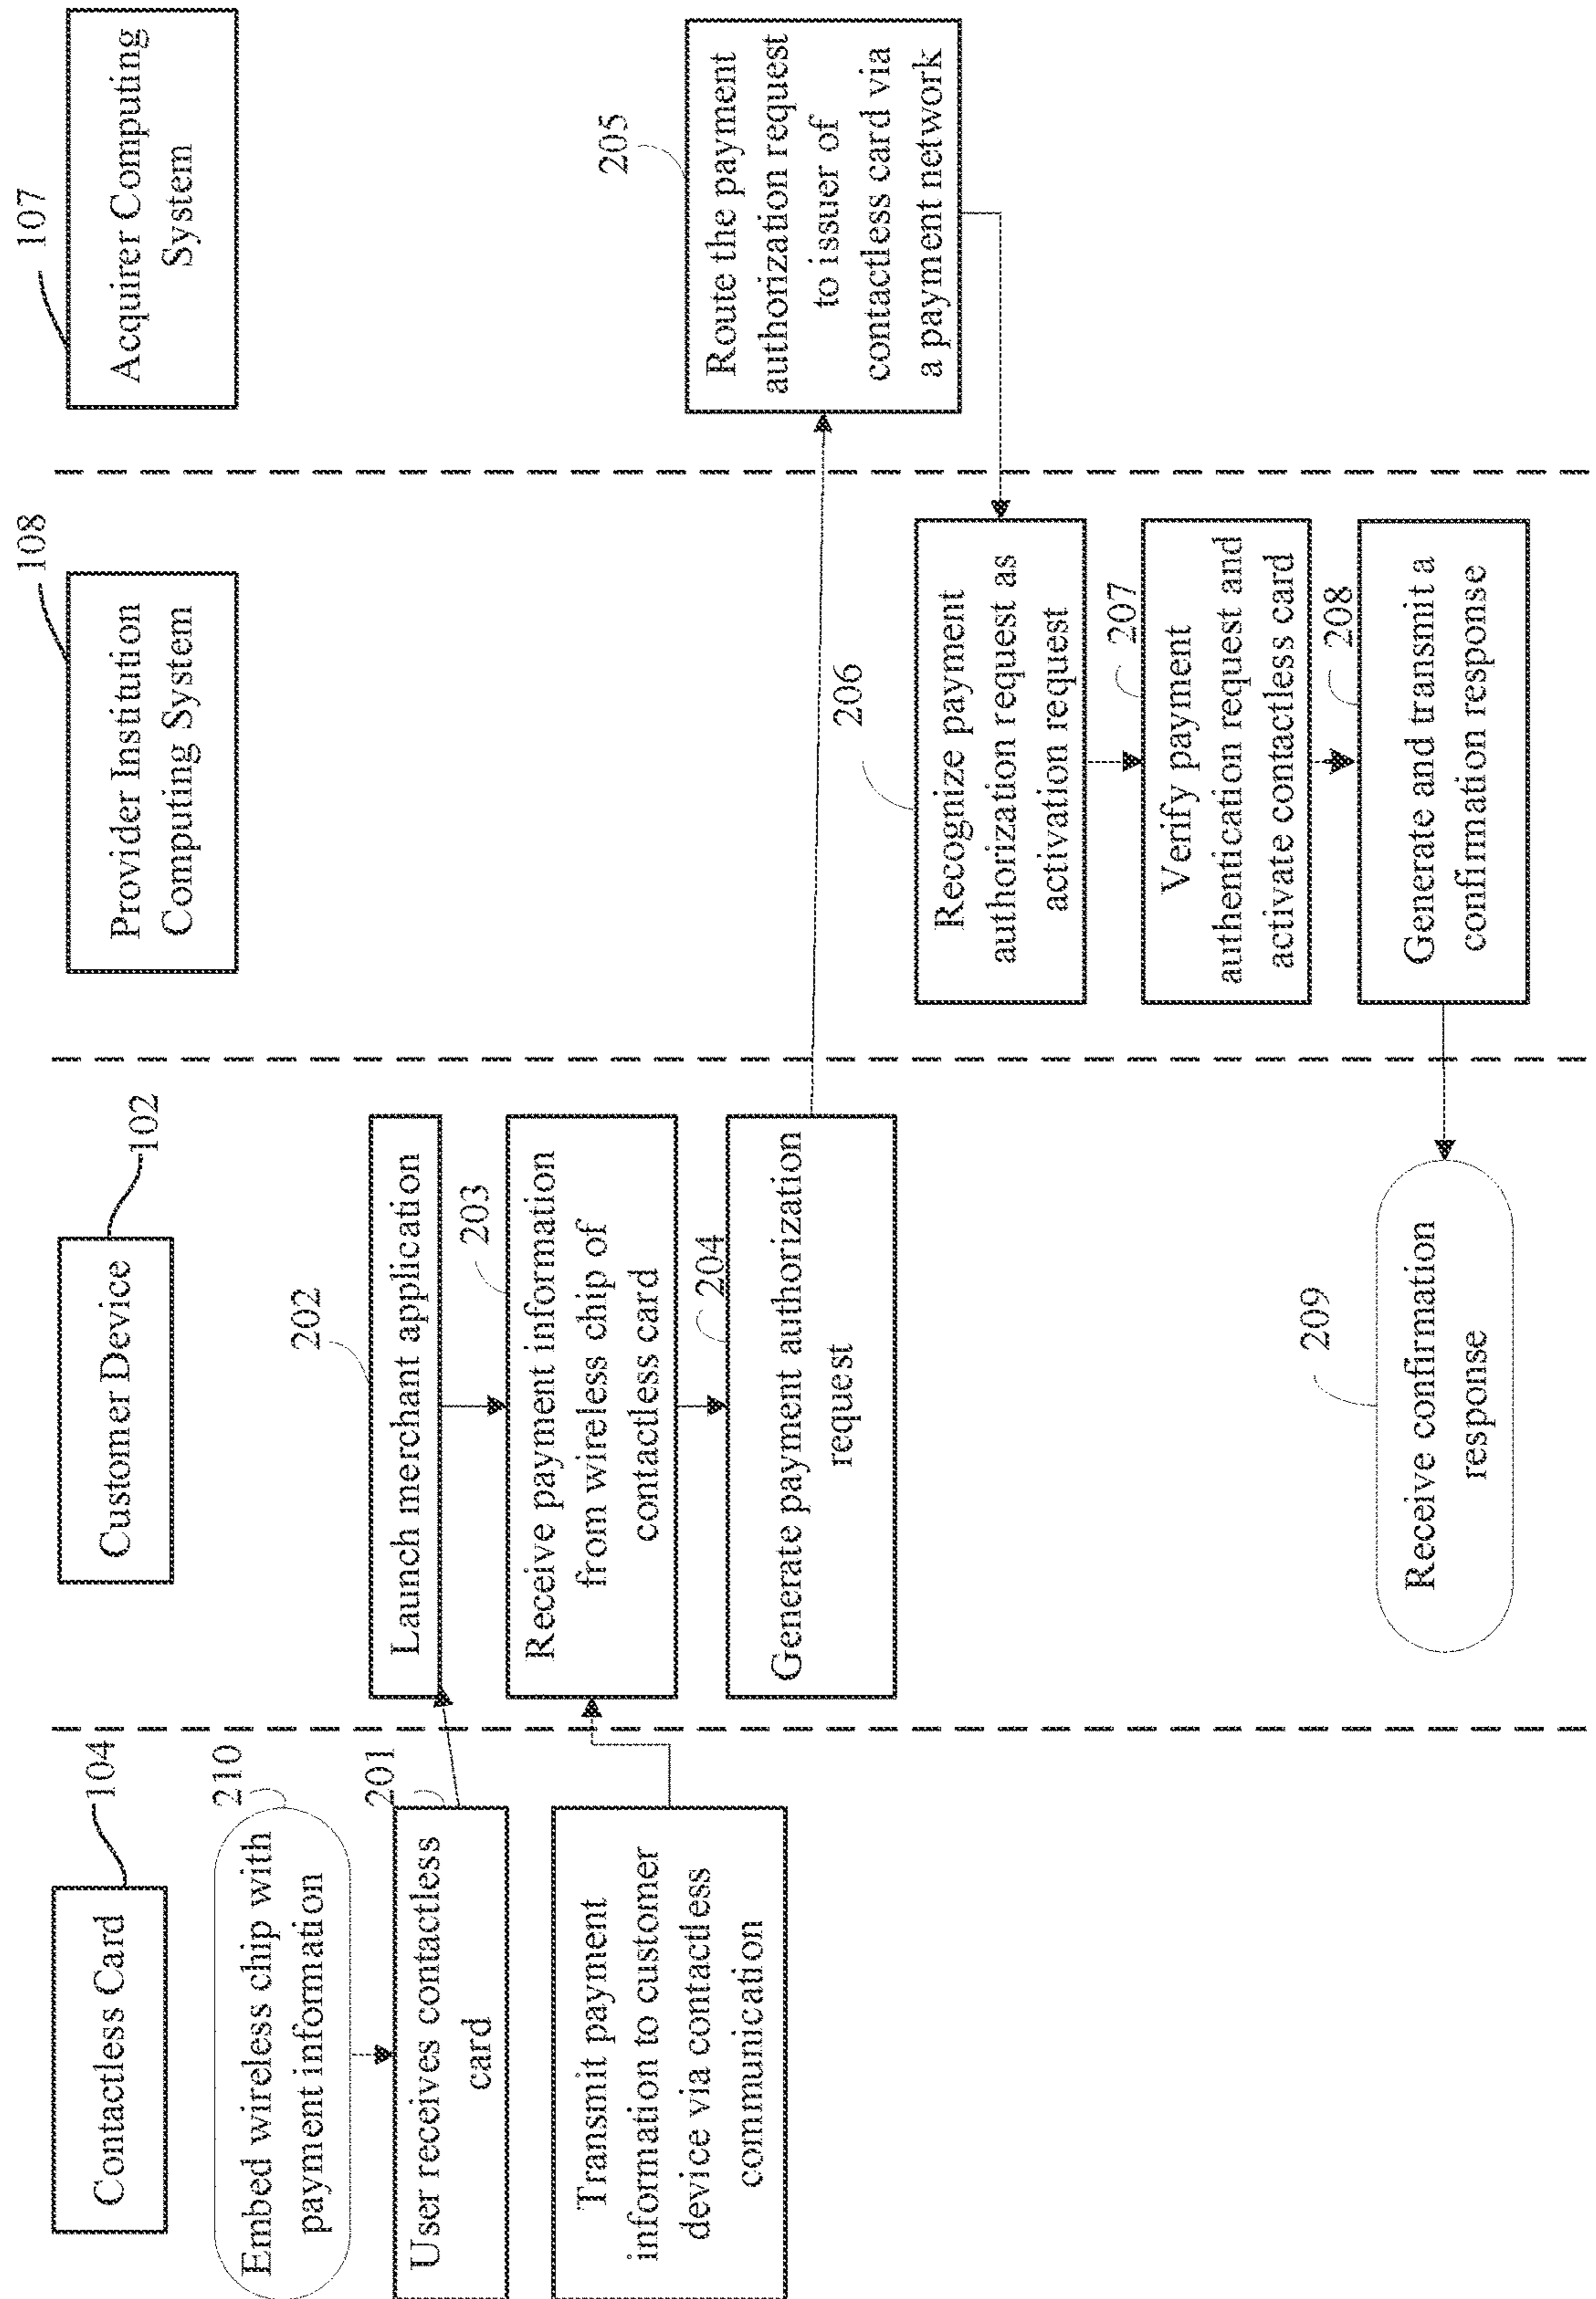 Contactless Card
104
Embed wireless chip with
payment information
210
User receives contactless
card
201
Transmit payment
information to customer
device via contactless
communication
Customer Device
102
202
Launch merchant application
203
Receive payment information
from wireless chip of
contactless card
204
Generate payment authorization
request
209
Receive confirmation
response
108
Provider Institution
Computing System
206
Recognize payment
authorization request as
activation request
207
Verify payment
authentication request and
activate contactless card
208
Generate and transmit a
confirmation response
107
Acquirer Computing
System
205
Route the payment
authorization request
to issuer of
contactless card via
a payment network